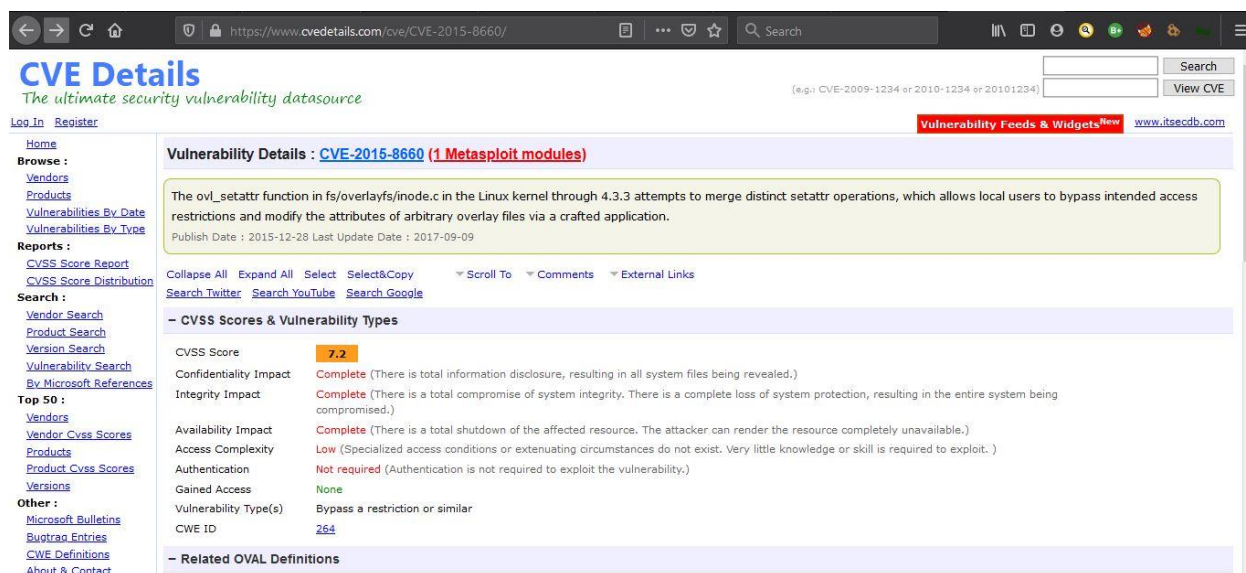 https://www.cvedetails.com/cve/CVE-2015-8660/
Search
CVE Details
The ultimate security vulnerability datasource
Search
(e.g.: CVE-2009-1234 or 2010-1234 or 20101234)
View CVE
Log In Register
Vulnerability Feeds & WidgetsNew www.itsecdb.com
Home
Browse :
Vendors
Products
Vulnerabilities By Date
Vulnerabilities By Type
Reports :
CVSS Score Report
CVSS Score Distribution
Search :
Vendor Search
Product Search
Version Search
Vulnerability Search
By Microsoft References
Top 50 :
Vendors
Vendor Cvss Scores
Products
Product Cvss Scores
Versions
Other :
Microsoft Bulletins
Bugtraq Entries
CWE Definitions
About & Contact
Vulnerability Details : CVE-2015-8660 (1 Metasploit modules)
The ovl_setattr function in fs/overlayfs/inode.c in the Linux kernel through 4.3.3 attempts to merge distinct setattr operations, which allows local users to bypass intended access
restrictions and modify the attributes of arbitrary overlay files via a crafted application.
Publish Date : 2015-12-28 Last Update Date : 2017-09-09
Collapse All Expand All Select Select&Copy Scroll To Comments External Links
Search Twitter Search YouTube Search Google
– CVSS Scores & Vulnerability Types
CVSS Score 7.2
Confidentiality Impact Complete (There is total information disclosure, resulting in all system files being revealed.)
Integrity Impact Complete (There is a total compromise of system integrity. There is a complete loss of system protection, resulting in the entire system being
compromised.)
Availability Impact Complete (There is a total shutdown of the affected resource. The attacker can render the resource completely unavailable.)
Access Complexity Low (Specialized access conditions or extenuating circumstances do not exist. Very little knowledge or skill is required to exploit. )
Authentication Not required (Authentication is not required to exploit the vulnerability.)
Gained Access None
Vulnerability Type(s) Bypass a restriction or similar
CWE ID 264
– Related OVAL Definitions